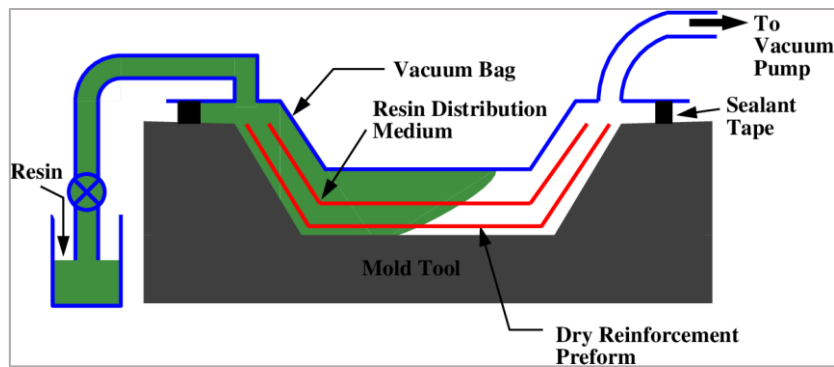 To
Vacuum
Pump
Vacuum Bag
Resin Distribution
Medium
Sealant
Tape
Resin
Mold Tool
Dry Reinforcement
Preform